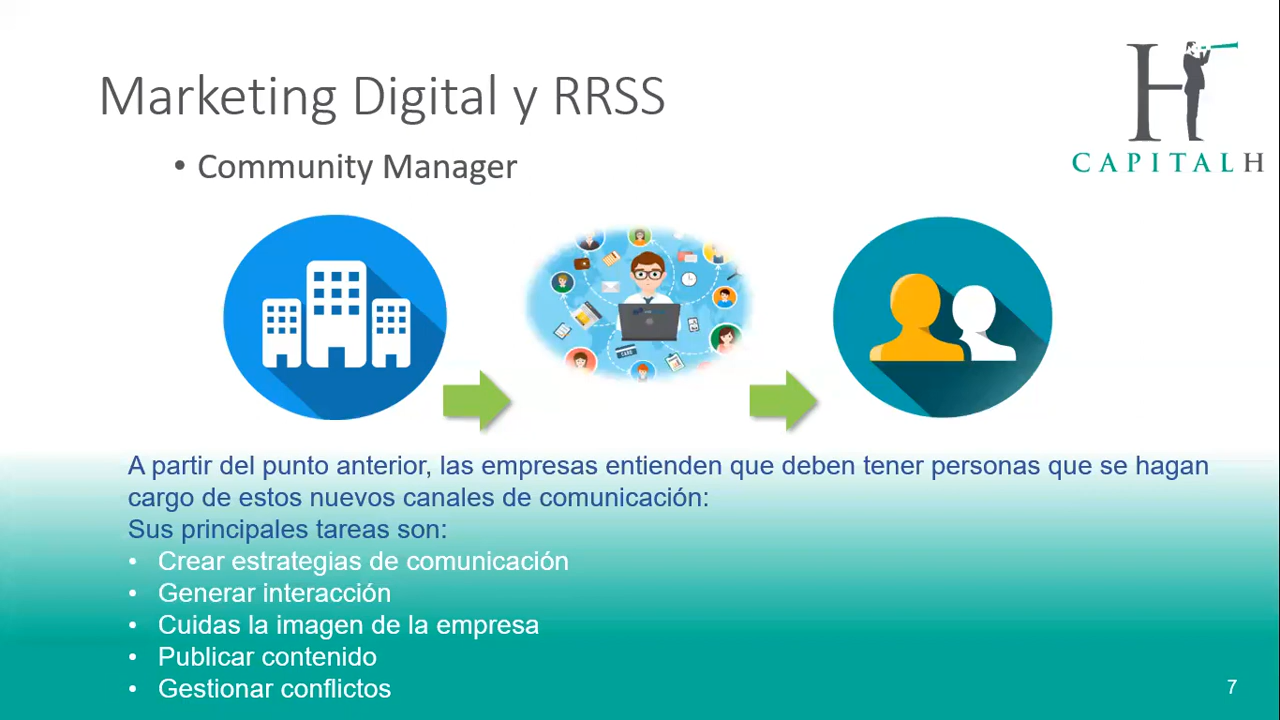 Marketing Digital y RRSS
• Community Manager
H
CAPITALH
A partir del punto anterior, las empresas entienden que deben tener personas que se hagan
cargo de estos nuevos canales de comunicación:
Sus principales tareas son:
• Crear estrategias de comunicación
• Generar interacción
• Cuidas la imagen de la empresa
• Publicar contenido
• Gestionar conflictos
7